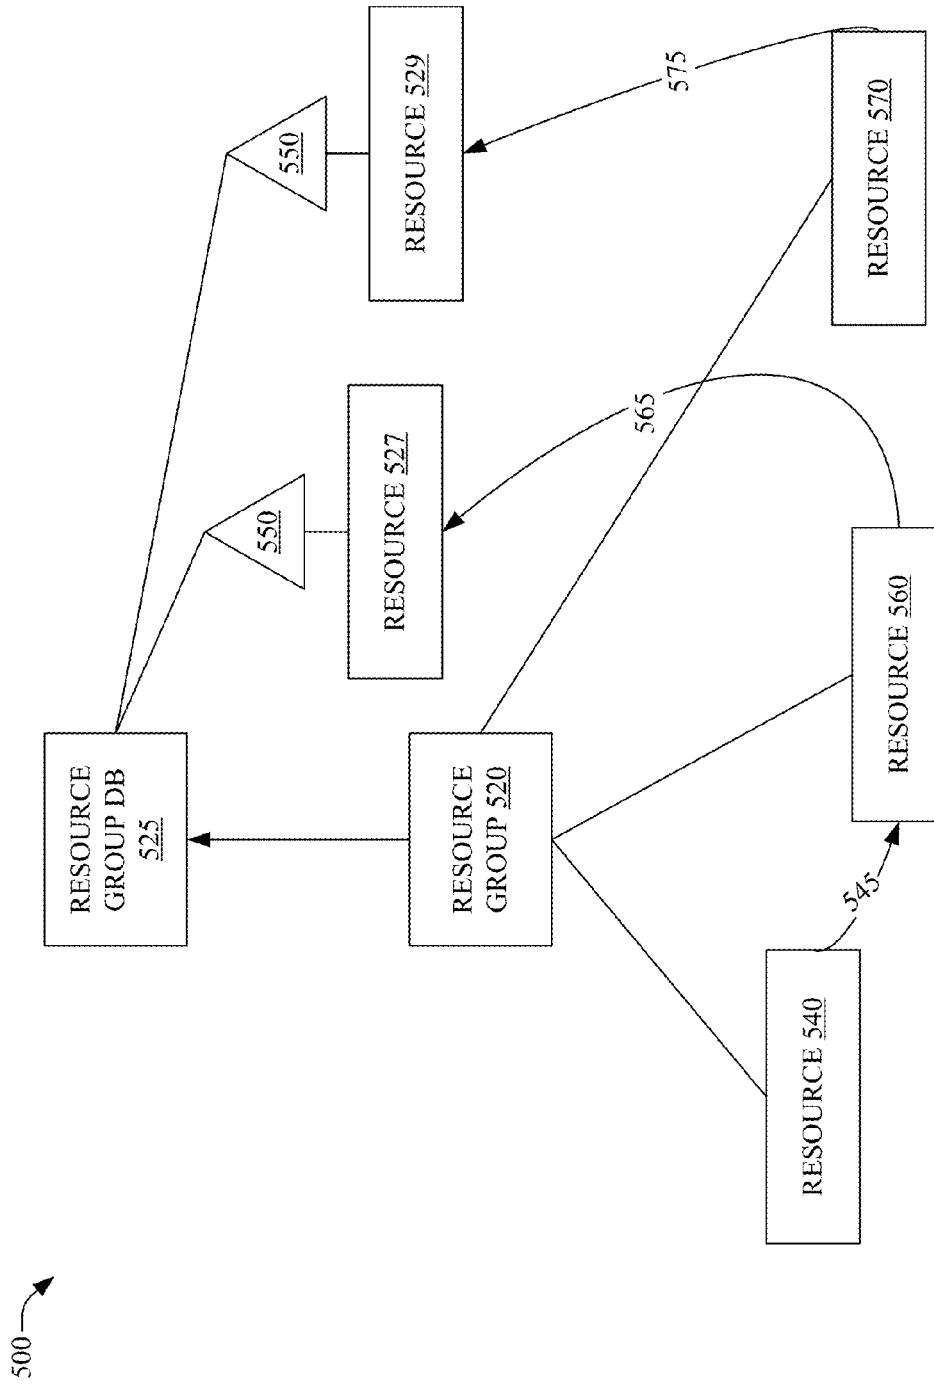 500
RESOURCE
GROUP DB
525
550
550
RESOURCE 529
RESOURCE 527
RESOURCE
GROUP 520
575
565
RESOURCE 540
545
RESOURCE 560
RESOURCE 570